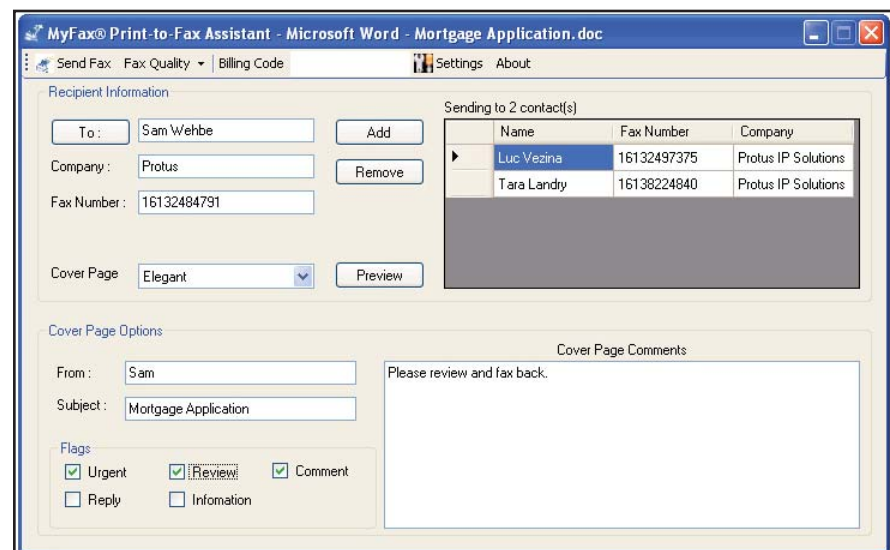 MyFax® Print-to-Fax Assistant - Microsoft Word - Mortgage Application.doc
Send Fax Fax Quality Billing Code Settings About
Recipient Information
To: Sam Wehbe Add
Company: Protus Remove
Fax Number: 16132484791
Cover Page Elegant Preview
Sending to 2 contact(s)
Name Fax Number Company
Luc Vezina 16132497375 Protus IP Solutions
Tara Landry 16138224840 Protus IP Solutions
Cover Page Options
From: Sam
Subject: Mortgage Application
Flags
Urgent Review Comment
Reply Infomation
Cover Page Comments
Please review and fax back.